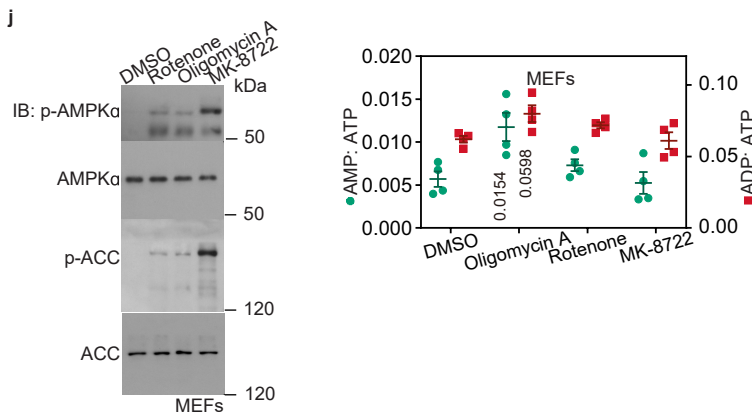 j
DMSO
Rotenone
Oligomycin A
MK-8722
kDa
IB: p-AMPKα
50
AMPKα
50
p-ACC
120
ACC
120
MEFs
0.020
0.015
0.010
0.005
0.000
AMP: ATP
MEFs
0.0154
0.0598
0.10
0.05
0.00
ADP: ATP
DMSO
Oligomycin A
Rotenone
MK-8722